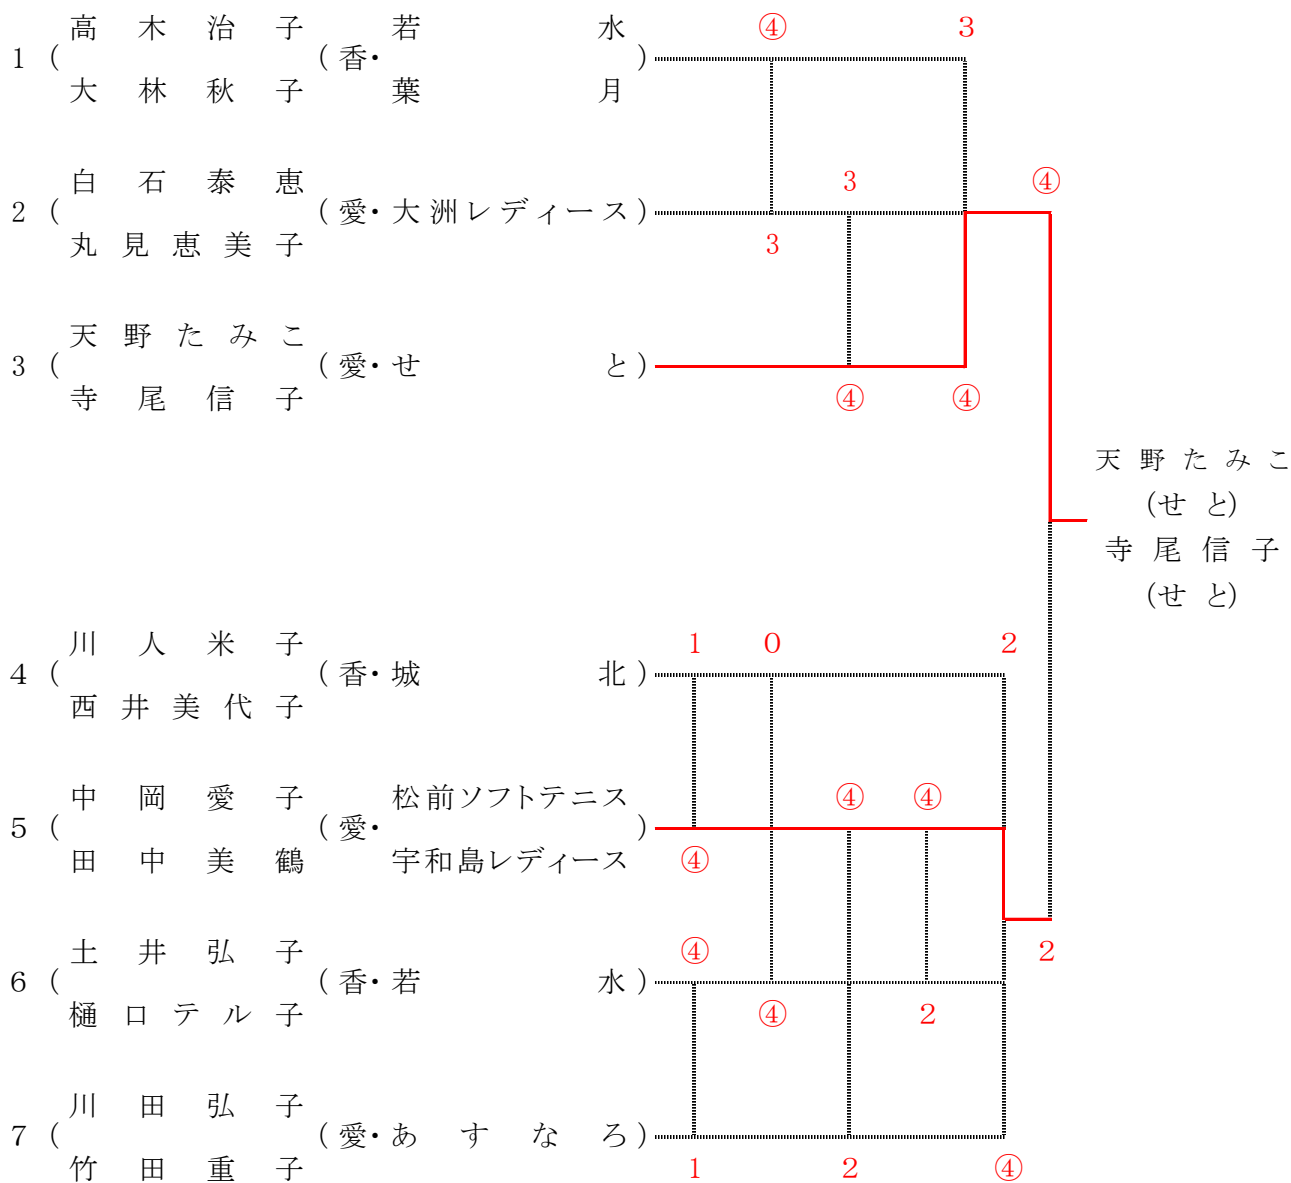 ④ 3
高木治子 若水
1 ( (香・ )
大林秋子 葉月
白石泰恵 3 ④
2 ( (愛・大洲レディース)
丸見恵美子 3
天野たみこ
3 ( (愛・せと)
寺尾信子 ④ ④
天野たみこ
(せと)
寺尾信子
(せと)
川人米子 1 0 2
4 ( (香・城北)
西井美代子
中岡愛子 松前ソフトテニス ④ ④
5 ( (愛・ )
田中美鶴 宇和島レディース ④
土井弘子 ④ 2
6 ( (香・若水)
樋口テル子 ④ 2
川田弘子
7 ( (愛・あすなろ)
竹田重子 1 2 ④